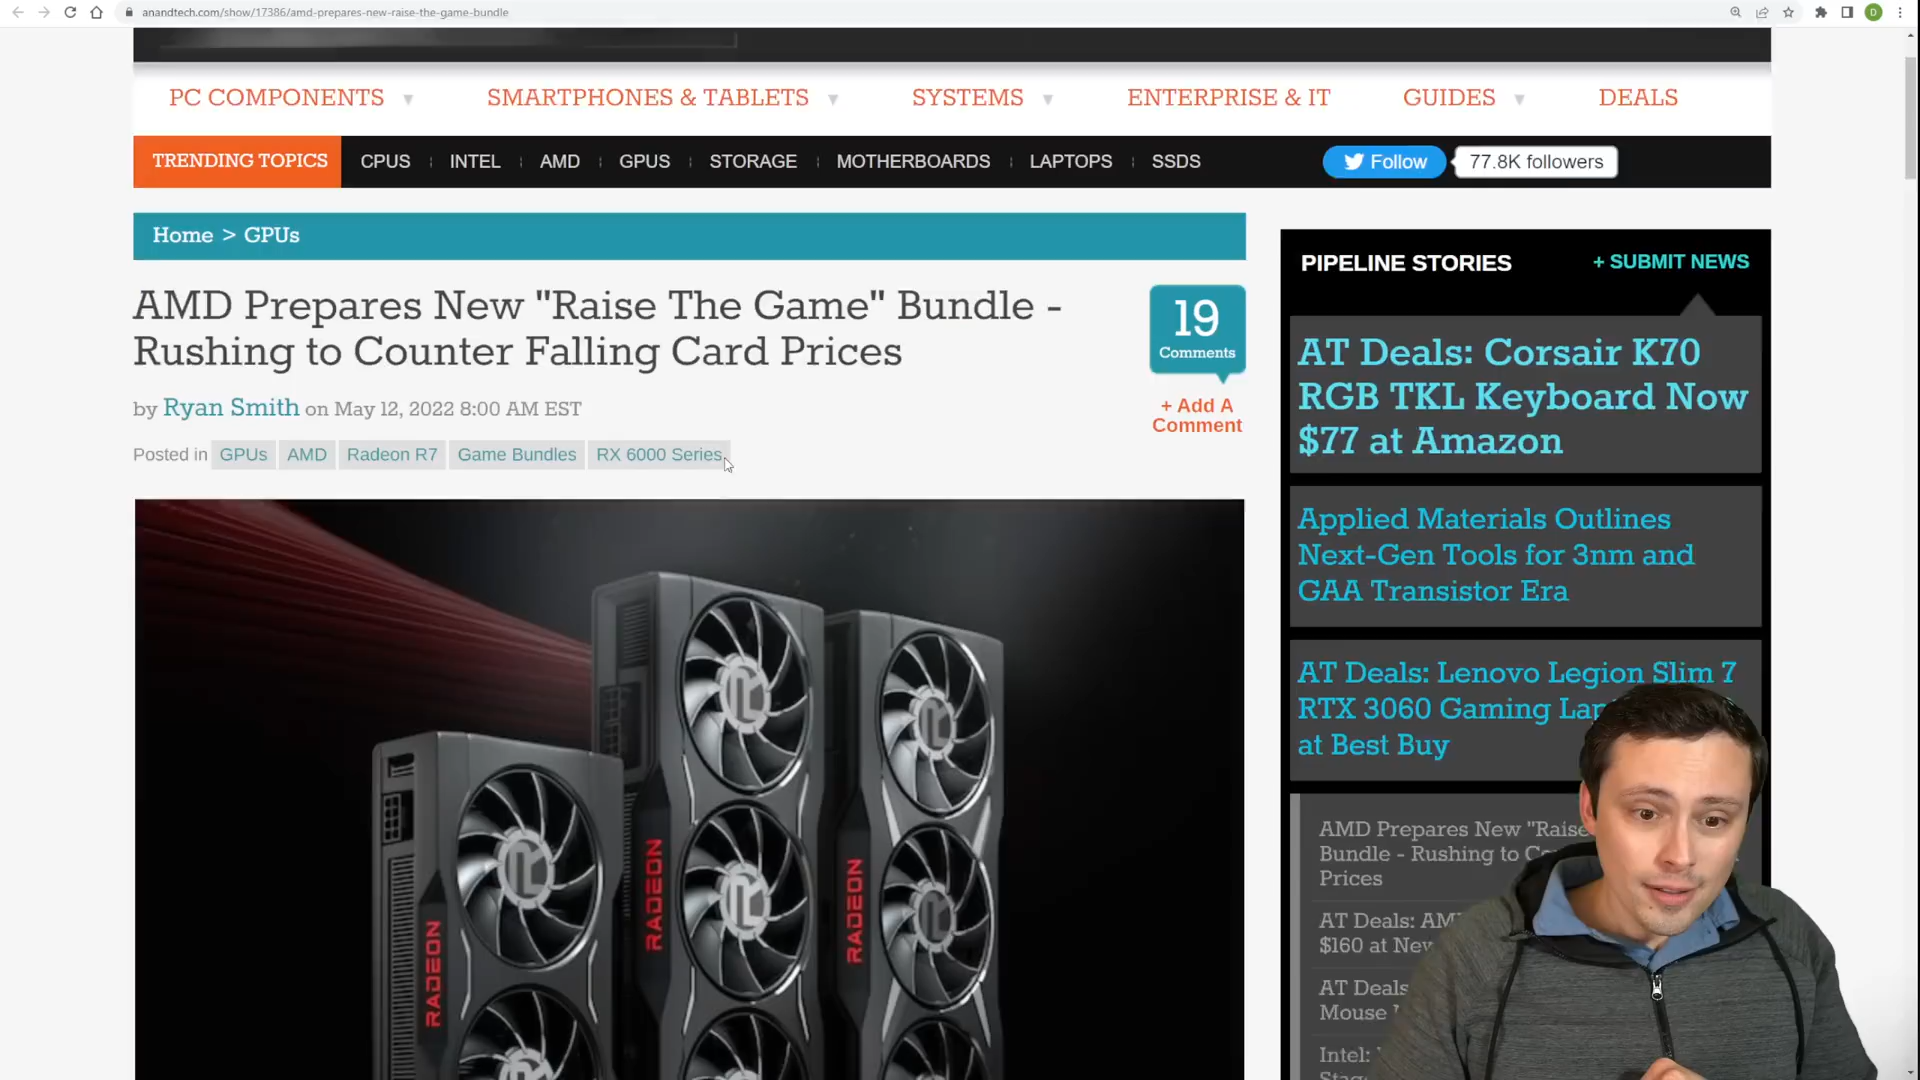 anandtech.com/show/17386/amd-prepares-new-raise-the-game-bundle
D
PC COMPONENTS
SMARTPHONES & TABLETS
SYSTEMS
ENTERPRISE & IT
GUIDES
DEALS
TRENDING TOPICS
CPUS
INTEL
AMD
GPUS
STORAGE
MOTHERBOARDS
LAPTOPS
SSDS
Follow
77.8K followers
Home > GPUs
AMD Prepares New "Raise The Game" Bundle -
Rushing to Counter Falling Card Prices
by Ryan Smith on May 12, 2022 8:00 AM EST
Posted in GPUs AMD Radeon R7 Game Bundles RX 6000 Series
19
Comments
+ Add A
Comment
RADEON
RADEON
RADEON
PIPELINE STORIES
+ SUBMIT NEWS
AT Deals: Corsair K70
RGB TKL Keyboard Now
$77 at Amazon
Applied Materials Outlines
Next-Gen Tools for 3nm and
GAA Transistor Era
AT Deals: Lenovo Legion Slim 7
RTX 3060 Gaming
at Best Buy
AMD Prepares New "Raise
Bundle - Rushing to
Prices
AT Deals:
$160 at
AT Deals
Mouse
Intel: